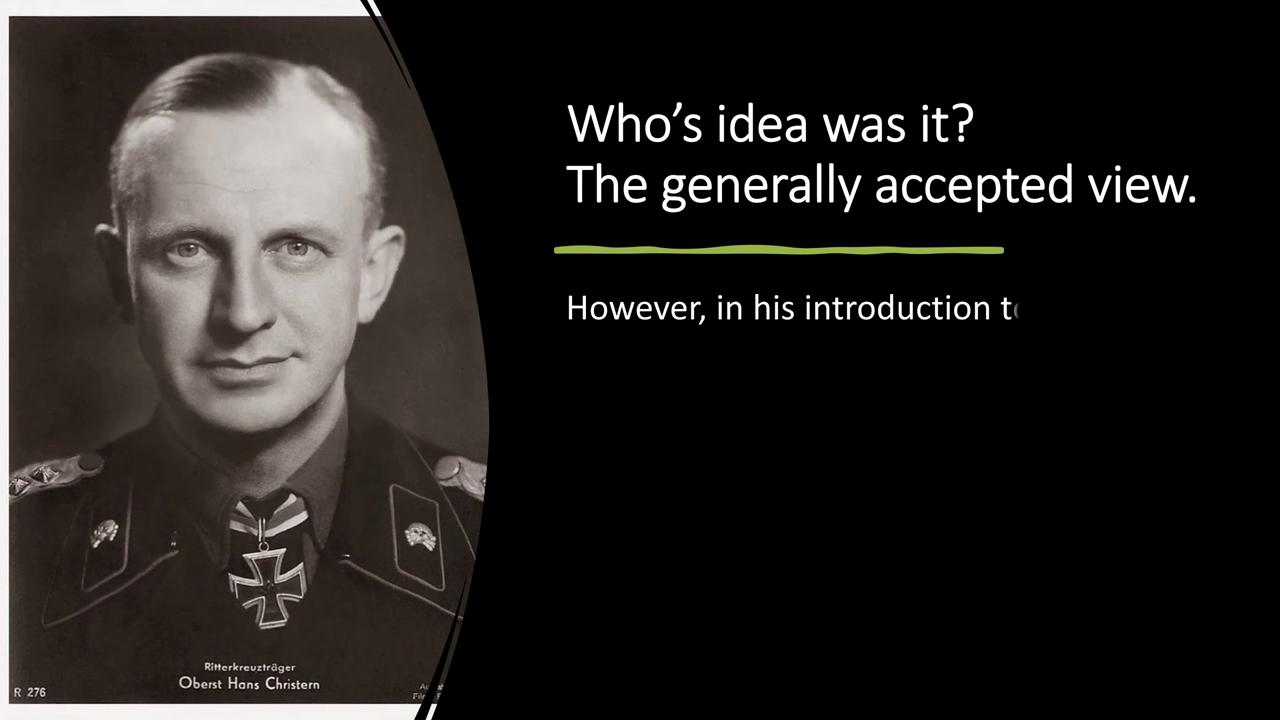 Who's idea was it?
The generally accepted view.
However, in his introduction
Ritterkreuzträger
Oberst Hans Christern
R 276